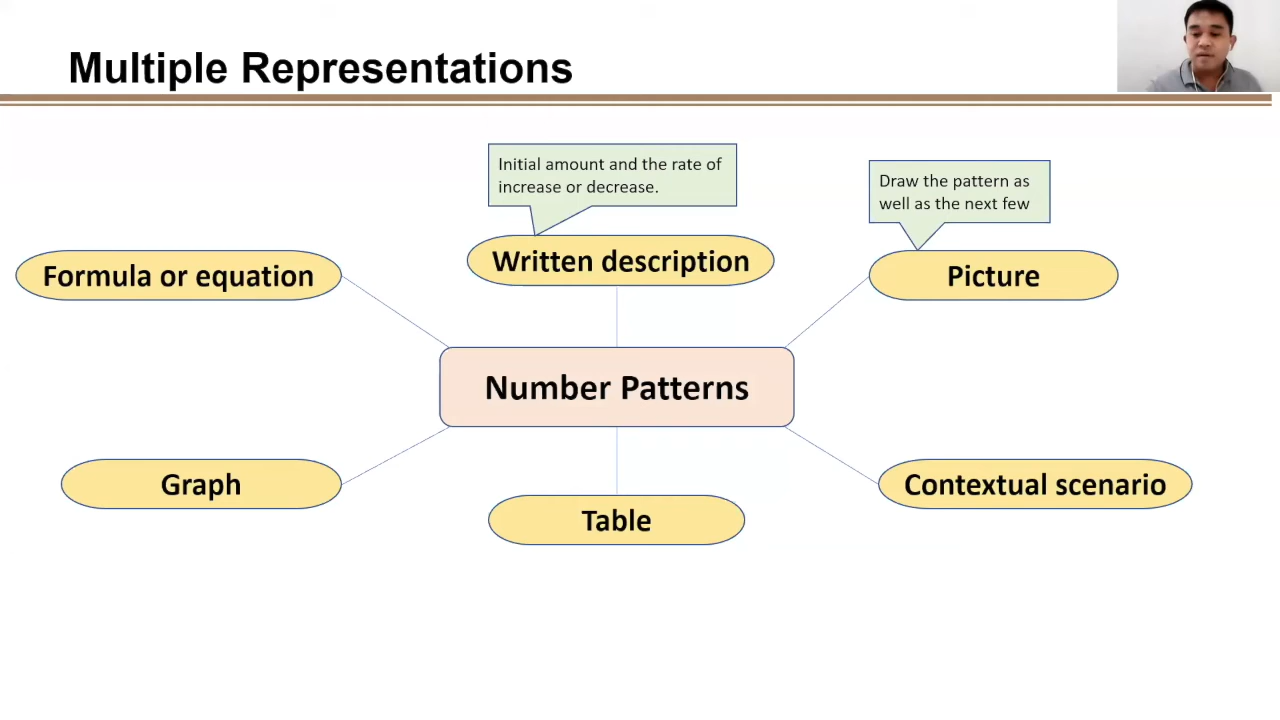 Multiple Representations
Initial amount and the rate of
increase or decrease.
Draw the pattern as
well as the next few
Formula or equation
Written description
Picture
Number Patterns
Graph
Table
Contextual scenario